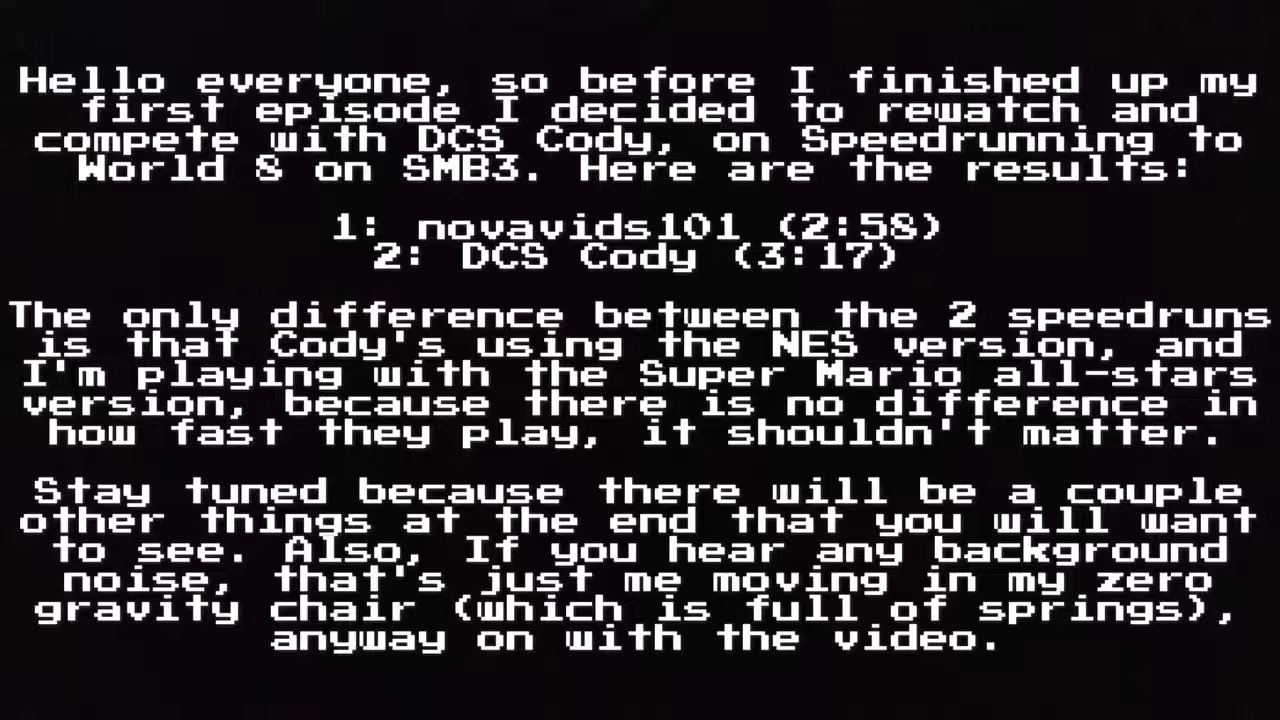 Hello everyone, so before I finished up my
first episode I decided to rewatch and
compete with DCS Cody, on Speedrunning to
World 8 on SMB3. Here are the results:
1: novavids101 (2:58)
2: DCS Cody (3:17)
The only difference between the 2 speedruns
is that Cody's using the NES version, and
I'm playing with the Super Mario all-stars
version, because there is no difference in
how fast they play, it shouldn't matter.
Stay tuned because there will be a couple
other things at the end that you will want
to see. Also, If you hear any background
noise, that's just me moving in my zero
gravity chair (which is full of springs),
anyway on with the video.